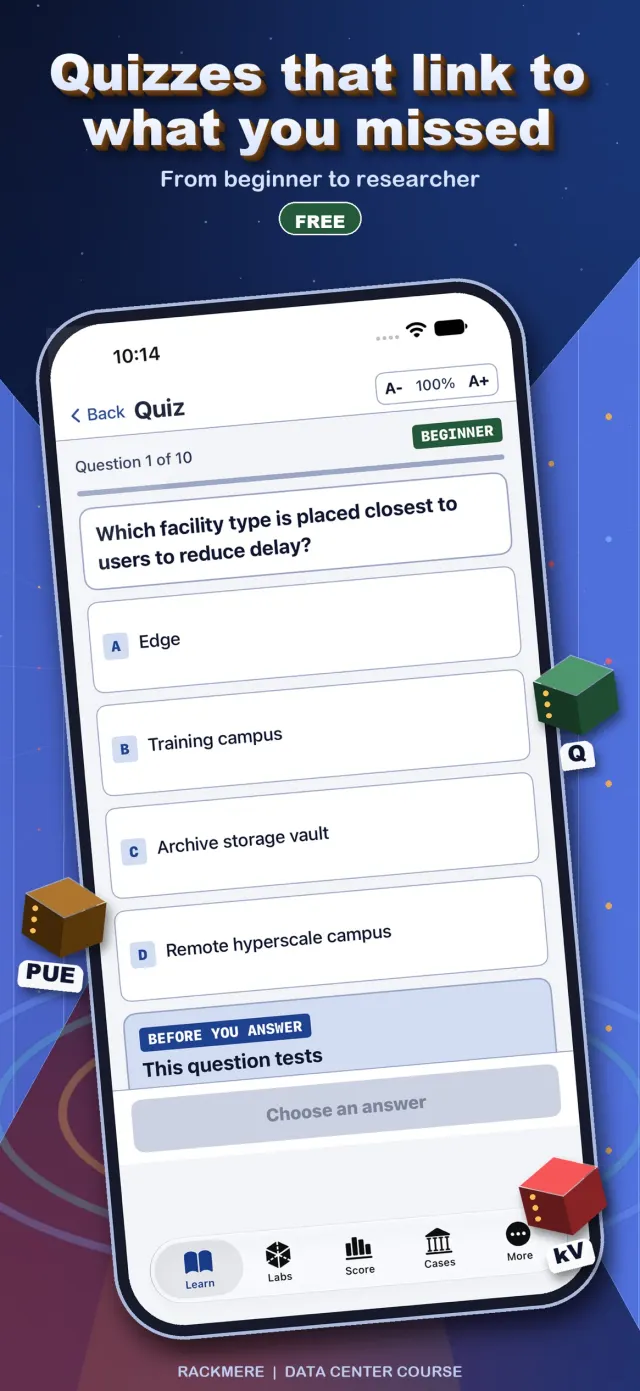 Quizzes that link to
what you missed
From beginner to researcher
FREE
10:14
Back Quiz
A- 100% A+
Question 1 of 10
BEGINNER
Which facility type is placed closest to
users to reduce delay?
A Edge
B Training campus
C Archive storage vault
D Remote hyperscale campus
BEFORE YOU ANSWER
This question tests
Choose an answer
Learn
Labs
Score
Cases
More
Q
PUE
kV
RACKMERE | DATA CENTER COURSE